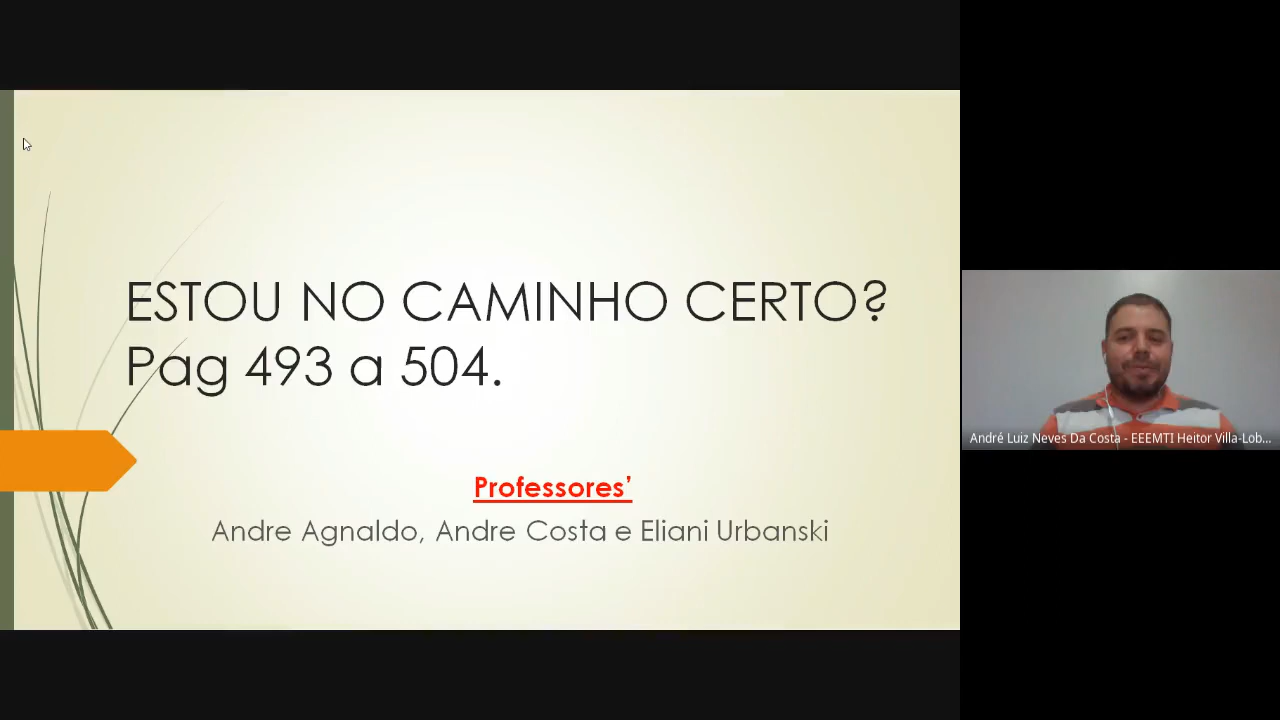 ESTOU NO CAMINHO CERTO?
Pag 493 a 504.
Professores’
Andre Agnaldo, Andre Costa e Eliani Urbanski
André Luiz Neves Da Costa - EEEMTI Heitor Villa-Lob...